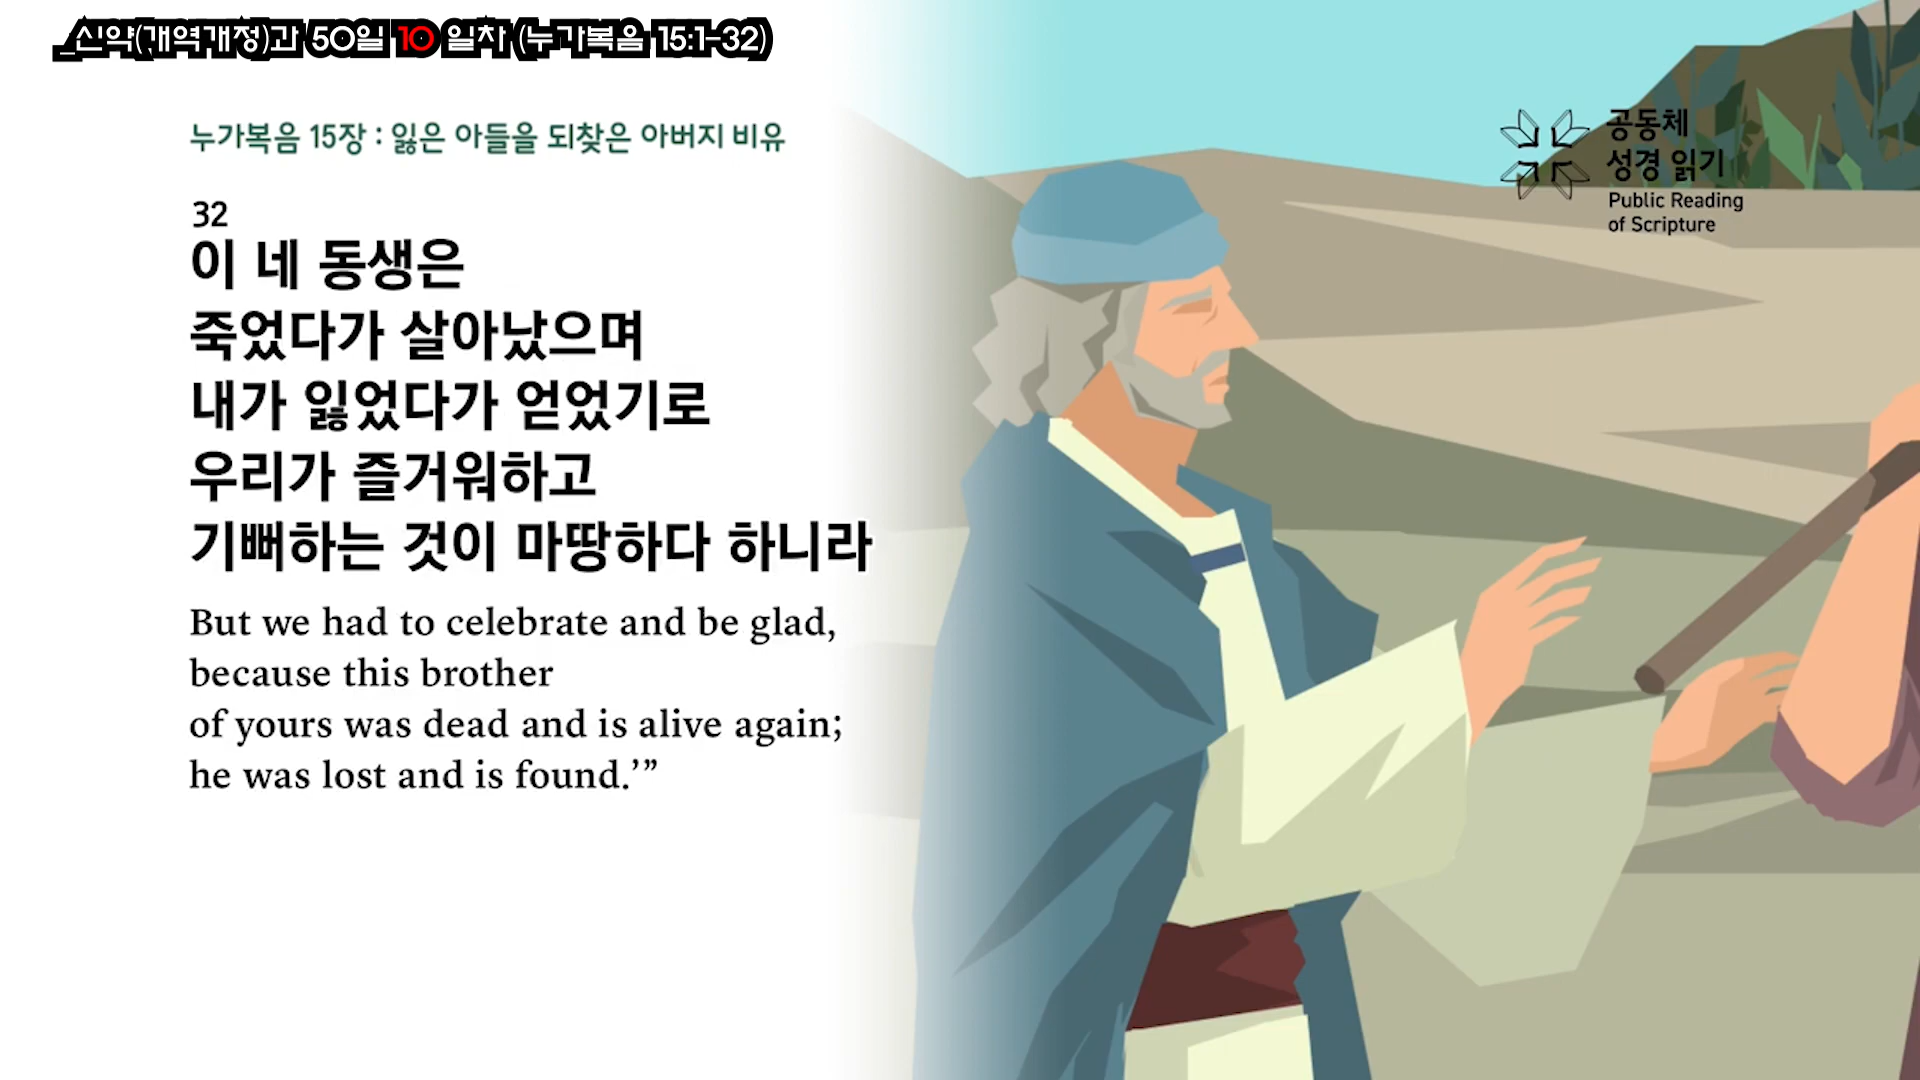 _신약(개역개정)과 50일 10 일차 (누가복음 15:1-32)
누가복음 15장 : 잃은 아들을 되찾은 아버지 비유
32
이 네 동생은
죽었다가 살아났으며
내가 잃었다가 얻었기로
우리가 즐거워하고
기뻐하는 것이 마땅하다 하니라
But we had to celebrate and be glad,
because this brother
of yours was dead and is alive again;
he was lost and is found.’”
공동체
성경 읽기
Public Reading
of Scripture